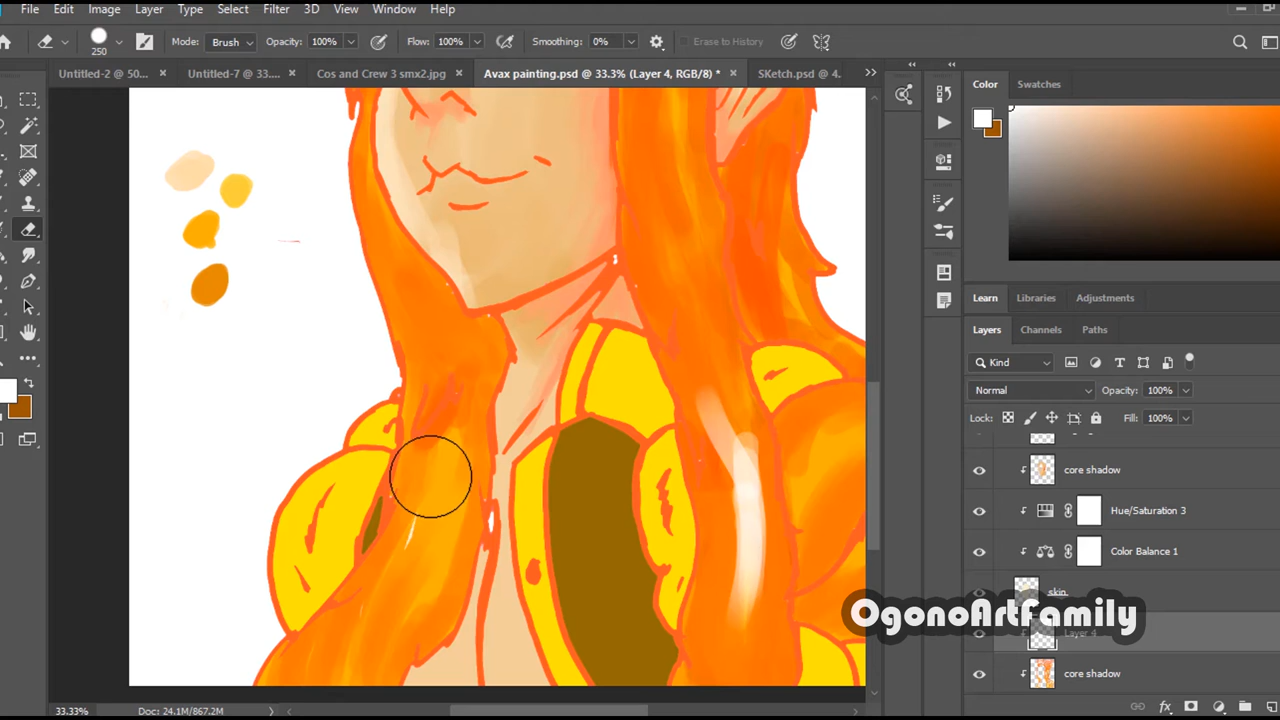 File Edit Image Layer Type Select Filter 3D View Window Help
250 Mode: Brush Opacity: 100% Flow: 100% Smoothing: 0% Erase to History
Untitled-2 @ 50... × Untitled-7 @ 33.... × Cos and Crew 3 smx2.jpg × Avax painting.psd @ 33.3% (Layer 4, RGB/8) * × SKetch.psd @ 4.
Color Swatches
Learn Libraries Adjustments
Layers Channels Paths
Kind
Normal Opacity: 100%
Lock: Fill: 100%
core shadow
Hue/Saturation 3
Color Balance 1
skin
OgonoArtFamily
Layer 4
core shadow
33.33% Doc: 24.1M/867.2M